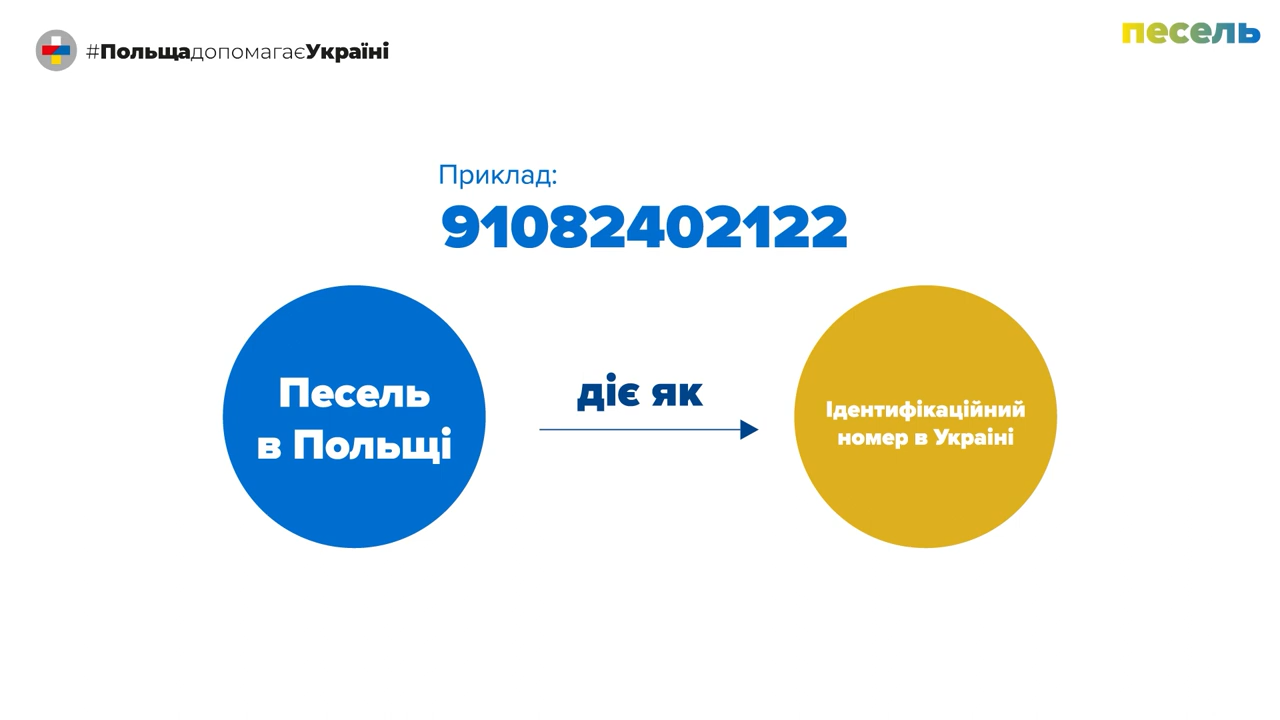 #ПольщадопомагаєУкраїні
песель
Приклад:
91082402122
Песель
в Польщі
діє як
Ідентифікаційний
номер в Україні